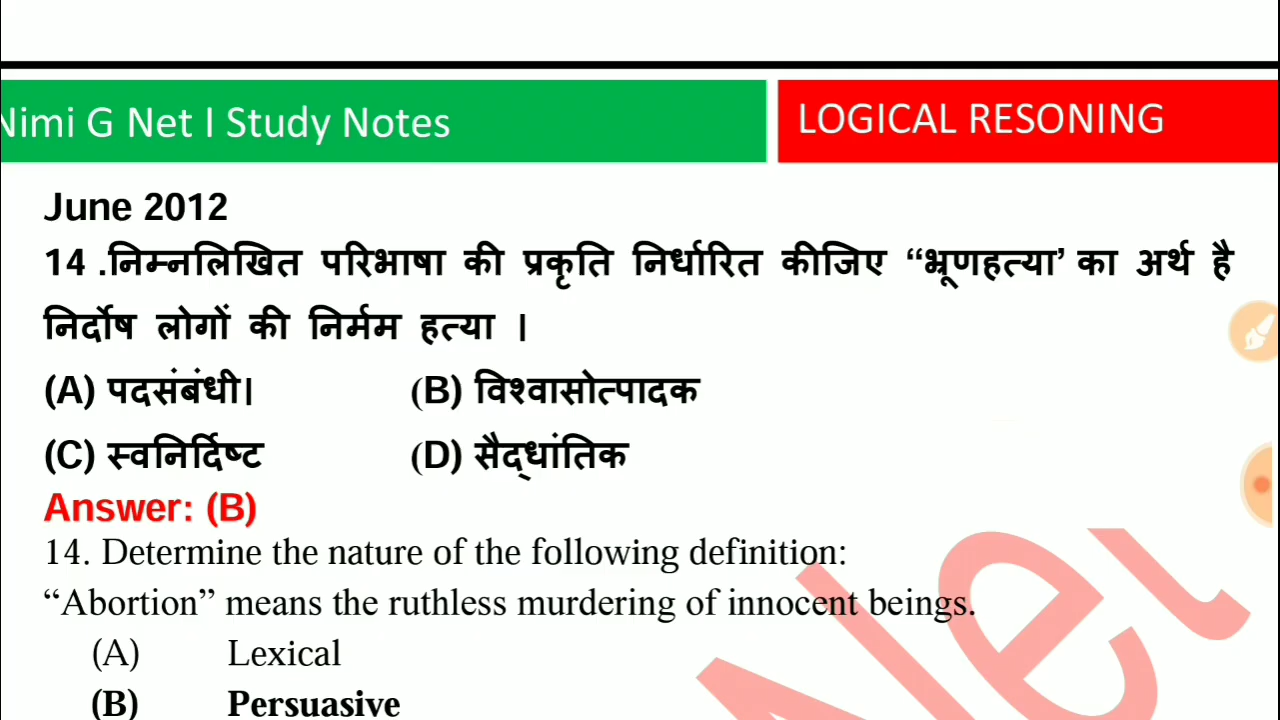 Nimi G Net I Study Notes
LOGICAL RESONING
June 2012
14 .निम्नलिखित परिभाषा की प्रकृति निर्धारित कीजिए “भ्रूणहत्या’ का अर्थ है
निर्दोष लोगों की निर्मम हत्या ।
(A) पदसंबंधी। (B) विश्वासोत्पादक
(C) स्वनिर्दिष्ट (D) सैद्धांतिक
Answer: (B)
14. Determine the nature of the following definition:
“Abortion” means the ruthless murdering of innocent beings.
(A) Lexical
(B) Persuasive
Net